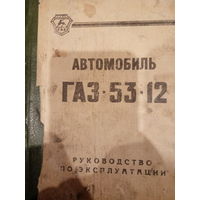 АВТОМОБИЛЬ
ГАЗ-53-12
РУКОВОДСТВО
ПО ЭКСПЛУАТАЦИИ